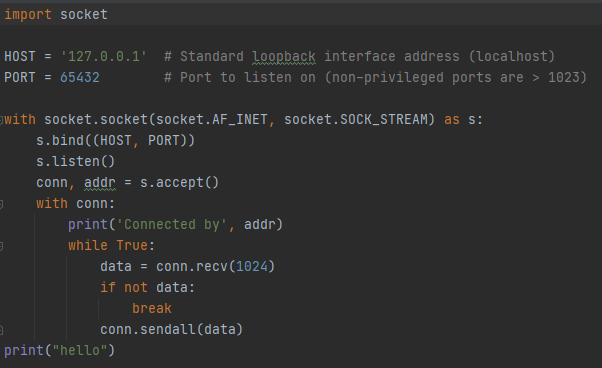 import socket
HOST = '127.0.0.1'  # Standard loopback interface address (localhost)
PORT = 65432        # Port to listen on (non-privileged ports are > 1023)
with socket.socket(socket.AF_INET, socket.SOCK_STREAM) as s:
    s.bind((HOST, PORT))
    s.listen()
    conn, addr = s.accept()
    with conn:
        print('Connected by', addr)
        while True:
            data = conn.recv(1024)
            if not data:
                break
            conn.sendall(data)
print("hello")